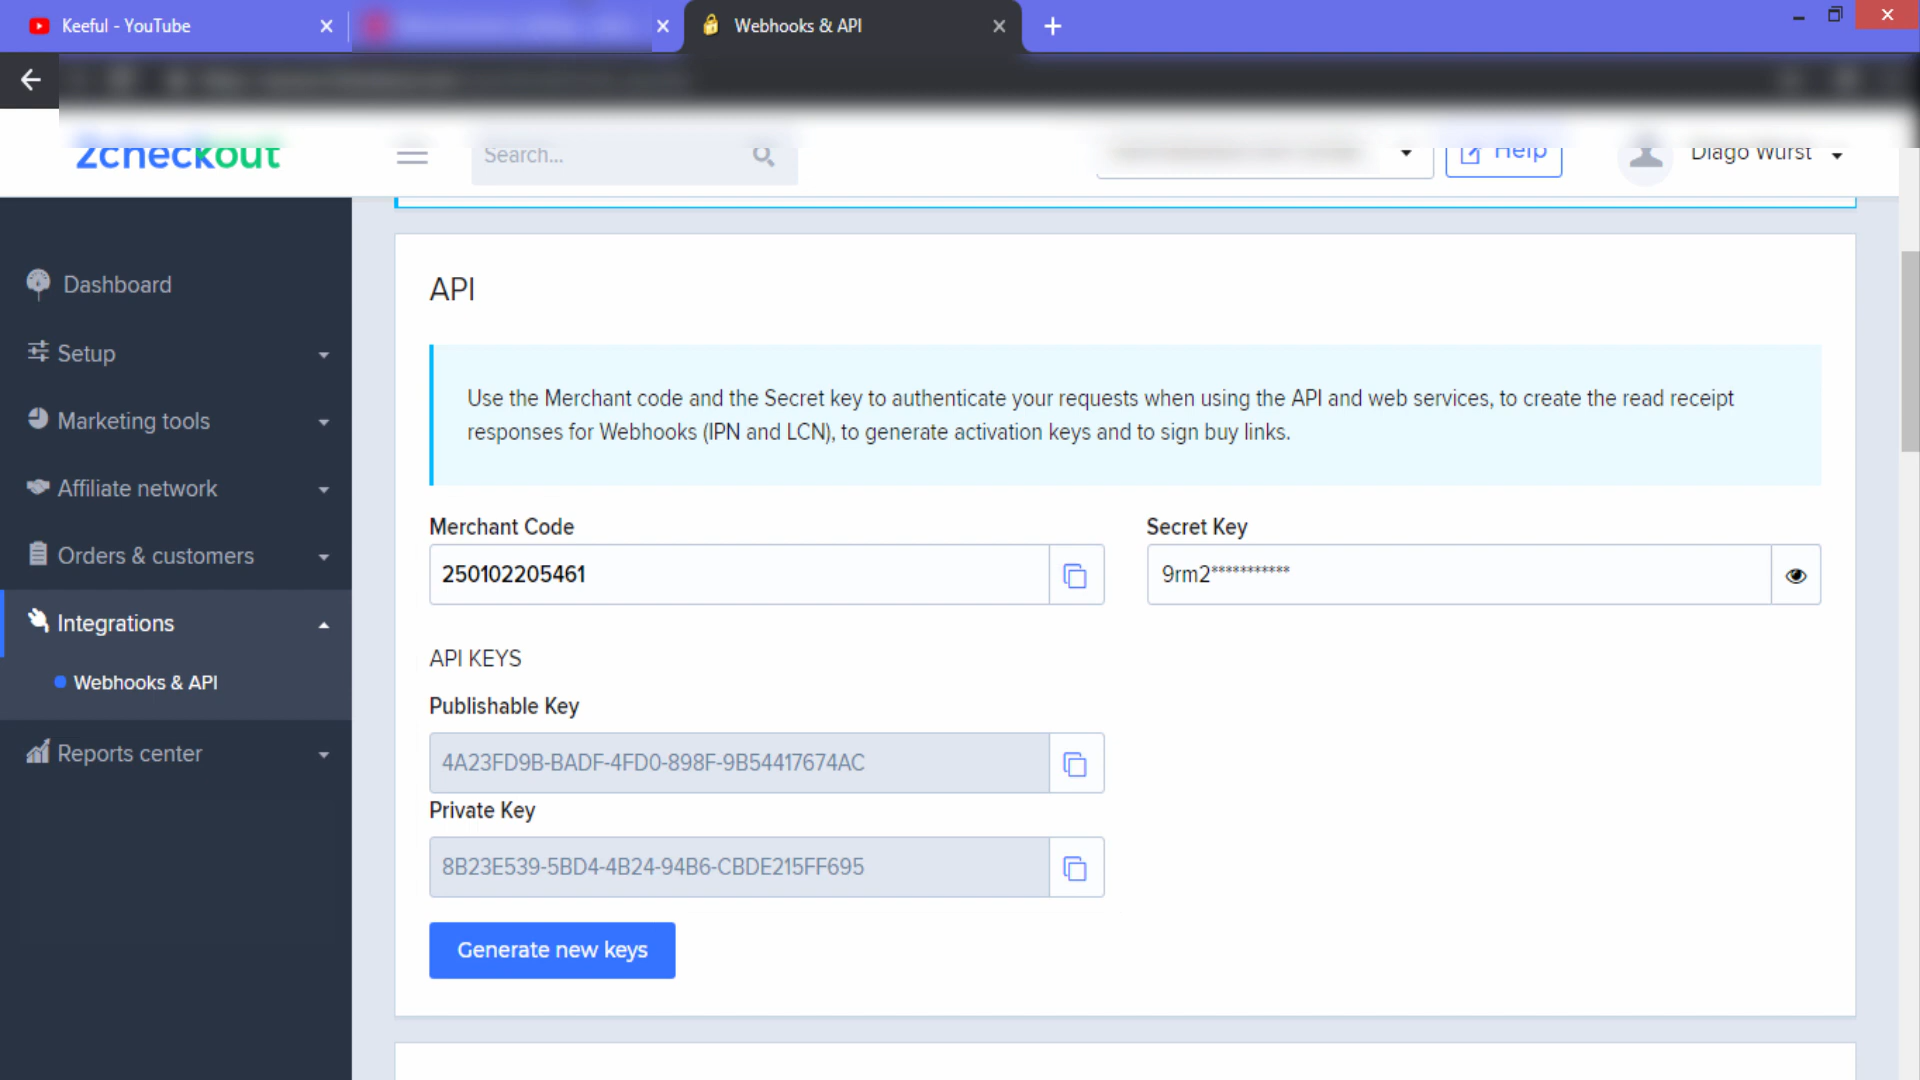 Keeful - YouTube
Webhooks & API
2checkout
Search...
Help
Diago Wurst
Dashboard
Setup
Marketing tools
Affiliate network
Orders & customers
Integrations
Webhooks & API
Reports center
API
Use the Merchant code and the Secret key to authenticate your requests when using the API and web services, to create the read receipt
responses for Webhooks (IPN and LCN), to generate activation keys and to sign buy links.
Merchant Code
250102205461
Secret Key
9rm2***********
API KEYS
Publishable Key
4A23FD9B-BADF-4FD0-898F-9B54417674AC
Private Key
8B23E539-5BD4-4B24-94B6-CBDE215FF695
Generate new keys